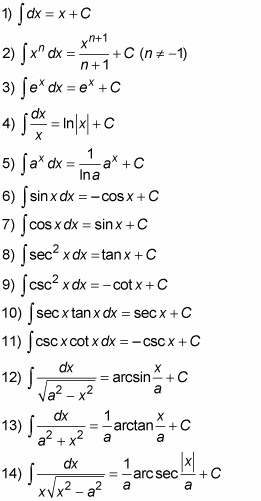 1) ∫dx = x + C
2) ∫xⁿ dx = xⁿ⁺¹/(n + 1) + C (n ≠ −1)
3) ∫eˣ dx = eˣ + C
4) ∫dx/x = ln|x| + C
5) ∫aˣ dx = 1/(ln a) aˣ + C
6) ∫sin x dx = −cos x + C
7) ∫cos x dx = sin x + C
8) ∫sec² x dx = tan x + C
9) ∫csc² x dx = −cot x + C
10) ∫sec x tan x dx = sec x + C
11) ∫csc x cot x dx = −csc x + C
12) ∫dx/√(a² − x²) = arcsin x/a + C
13) ∫dx/(a² + x²) = 1/a arctan x/a + C
14) ∫dx/(x√(x² − a²)) = 1/a arc sec |x|/a + C